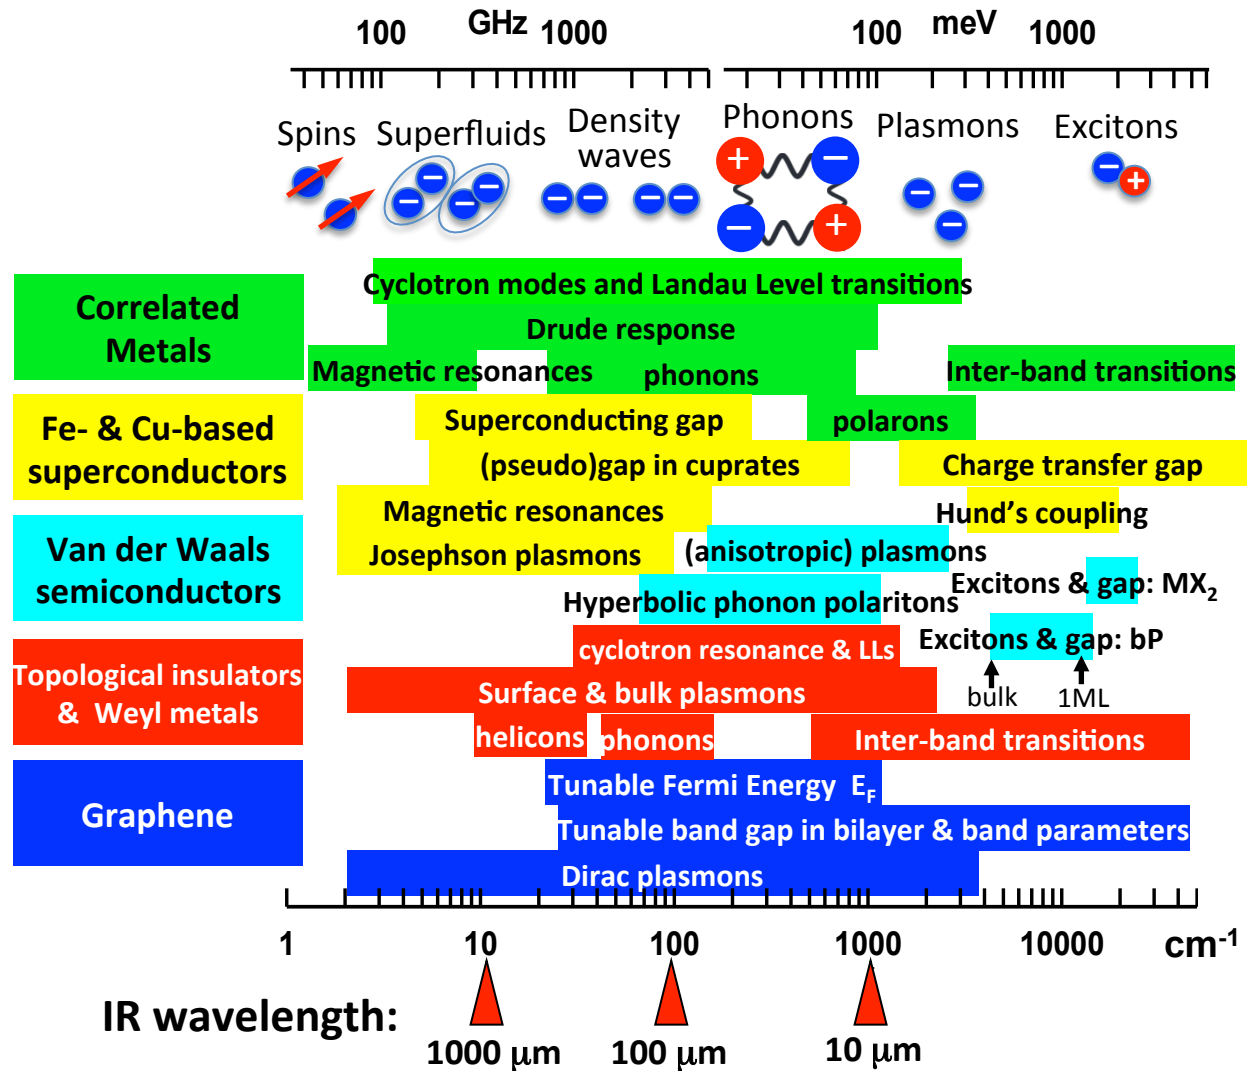 100 GHz 1000 100 meV 1000
Spins Superfluids Density Phonons Plasmons Excitons
waves
+ −
− +
Correlated
Metals
Cyclotron modes and Landau Level transitions
Drude response
Magnetic resonances phonons Inter-band transitions
polarons
Fe- & Cu-based
superconductors
Superconducting gap
(pseudo)gap in cuprates Charge transfer gap
Magnetic resonances Hund's coupling
Josephson plasmons
Van der Waals
semiconductors
(anisotropic) plasmons
Excitons & gap: MX2
Hyperbolic phonon polaritons
Excitons & gap: bP
bulk 1ML
Topological insulators
& Weyl metals
cyclotron resonance & LLs
Surface & bulk plasmons
helicons phonons Inter-band transitions
Graphene
Tunable Fermi Energy EF
Tunable band gap in bilayer & band parameters
Dirac plasmons
1 10 100 1000 10000 cm-1
IR wavelength:
1000 μm 100 μm 10 μm